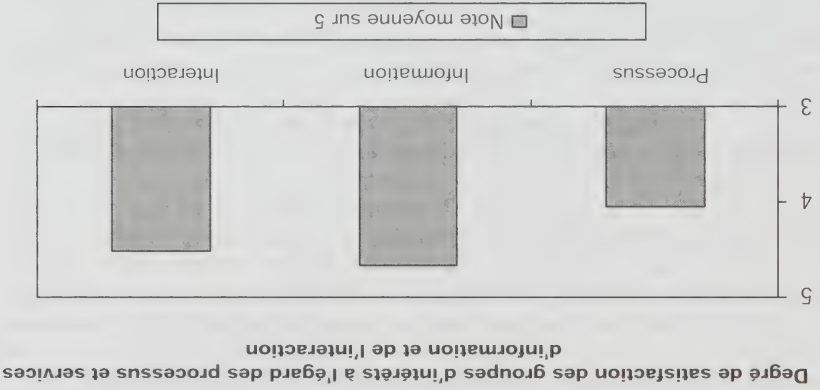 Degré de satisfaction des groupes d'intérêts à l'égard des processus et services
d'information et de l'interaction
5
4
3
Processus
Information
Interaction
Note moyenne sur 5